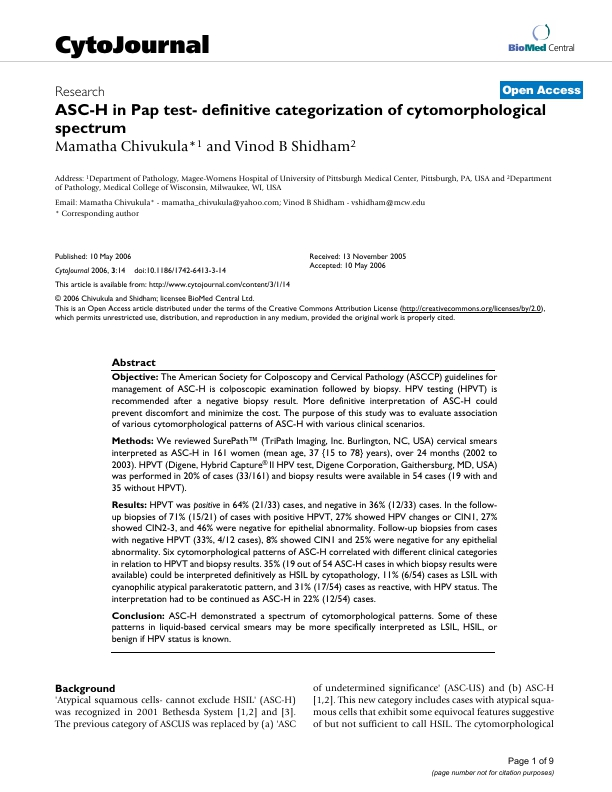 CytoJournal
BioMed Central
Research
Open Access
ASC-H in Pap test- definitive categorization of cytomorphological
spectrum
Mamatha Chivukula*1 and Vinod B Shidham2
Address: 1Department of Pathology, Magee-Womens Hospital of University of Pittsburgh Medical Center, Pittsburgh, PA, USA and 2Department
of Pathology, Medical College of Wisconsin, Milwaukee, WI, USA
Email: Mamatha Chivukula* - mamatha_chivukula@yahoo.com; Vinod B Shidham - vshidham@mcw.edu
* Corresponding author
Published: 10 May 2006
CytoJournal 2006, 3:14 doi:10.1186/1742-6413-3-14
Received: 13 November 2005
Accepted: 10 May 2006
This article is available from: http://www.cytojournal.com/content/3/1/14
© 2006 Chivukula and Shidham; licensee BioMed Central Ltd.
This is an Open Access article distributed under the terms of the Creative Commons Attribution License (http://creativecommons.org/licenses/by/2.0),
which permits unrestricted use, distribution, and reproduction in any medium, provided the original work is properly cited.
Abstract
Objective: The American Society for Colposcopy and Cervical Pathology (ASCCP) guidelines for
management of ASC-H is colposcopic examination followed by biopsy. HPV testing (HPVT) is
recommended after a negative biopsy result. More definitive interpretation of ASC-H could
prevent discomfort and minimize the cost. The purpose of this study was to evaluate association
of various cytomorphological patterns of ASC-H with various clinical scenarios.
Methods: We reviewed SurePath™ (TriPath Imaging, Inc. Burlington, NC, USA) cervical smears
interpreted as ASC-H in 161 women (mean age, 37 {15 to 78} years), over 24 months (2002 to
2003). HPVT (Digene, Hybrid Capture® II HPV test, Digene Corporation, Gaithersburg, MD, USA)
was performed in 20% of cases (33/161) and biopsy results were available in 54 cases (19 with and
35 without HPVT).
Results: HPVT was positive in 64% (21/33) cases, and negative in 36% (12/33) cases. In the follow-
up biopsies of 71% (15/21) of cases with positive HPVT, 27% showed HPV changes or CIN1, 27%
showed CIN2-3, and 46% were negative for epithelial abnormality. Follow-up biopsies from cases
with negative HPVT (33%, 4/12 cases), 8% showed CIN1 and 25% were negative for any epithelial
abnormality. Six cytomorphological patterns of ASC-H correlated with different clinical categories
in relation to HPVT and biopsy results. 35% (19 out of 54 ASC-H cases in which biopsy results were
available) could be interpreted definitively as HSIL by cytopathology, 11% (6/54) cases as LSIL with
cyanophilic atypical parakeratotic pattern, and 31% (17/54) cases as reactive, with HPV status. The
interpretation had to be continued as ASC-H in 22% (12/54) cases.
Conclusion: ASC-H demonstrated a spectrum of cytomorphological patterns. Some of these
patterns in liquid-based cervical smears may be more specifically interpreted as LSIL, HSIL, or
benign if HPV status is known.
Background
'Atypical squamous cells- cannot exclude HSIL' (ASC-H)
was recognized in 2001 Bethesda System [1,2] and [3].
The previous category of ASCUS was replaced by (a) 'ASC
of undetermined significance' (ASC-US) and (b) ASC-H
[1,2]. This new category includes cases with atypical squa-
mous cells that exhibit some equivocal features suggestive
of but not sufficient to call HSIL. The cytomorphological
Page 1 of 9
(page number not for citation purposes)